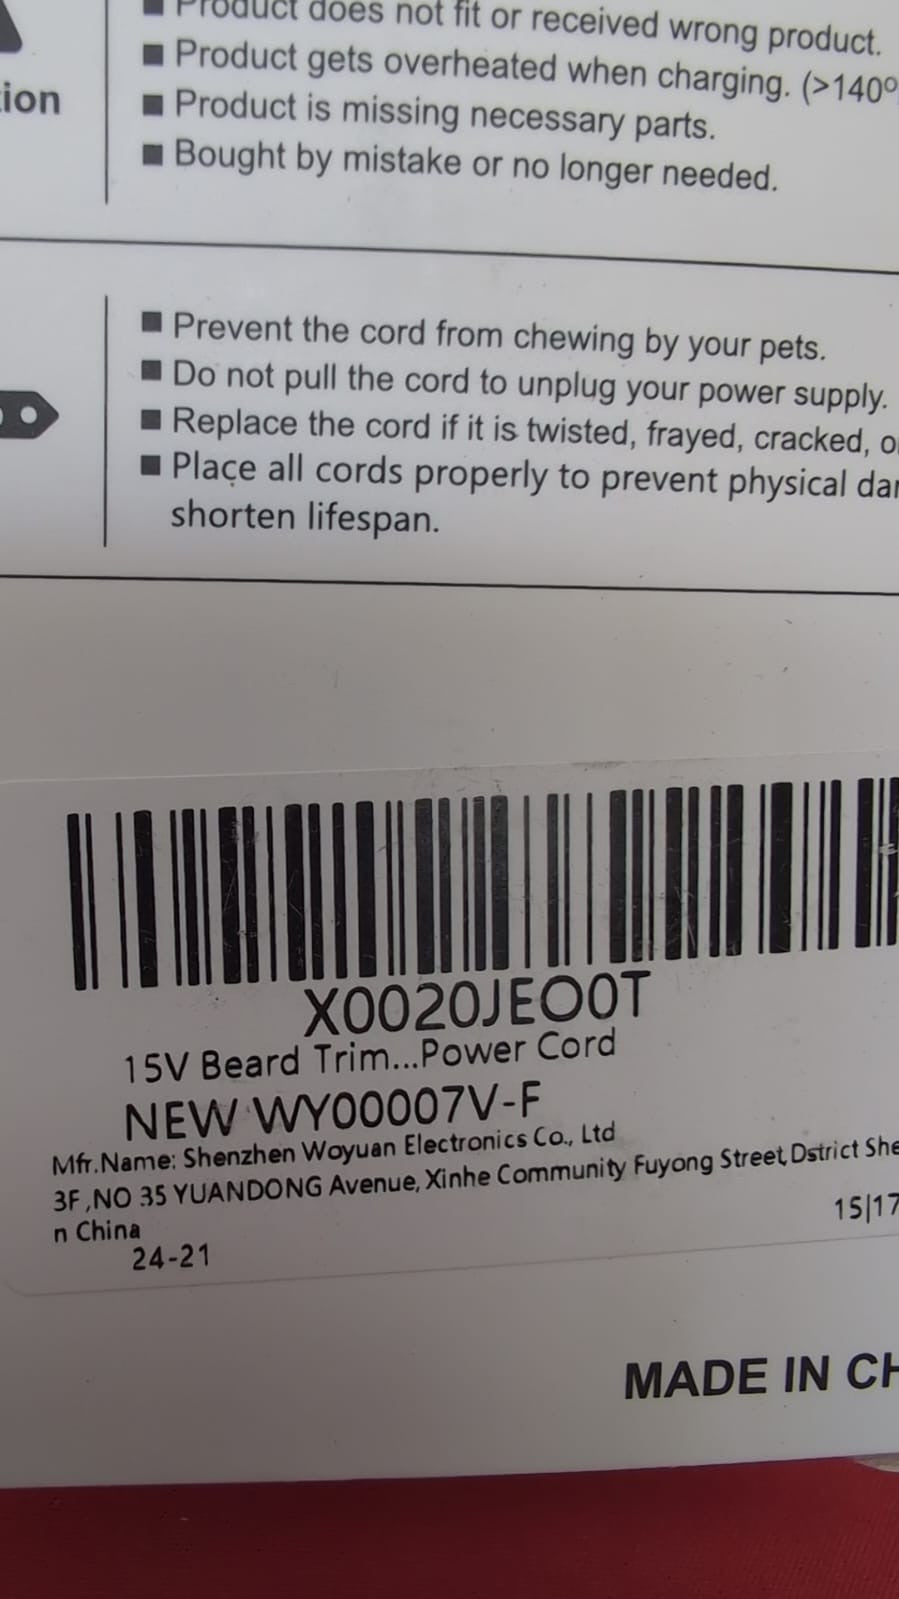 Product does not fit or received wrong product.
■ Product gets overheated when charging. (>140°
tion
■ Product is missing necessary parts.
■ Bought by mistake or no longer needed.
■ Prevent the cord from chewing by your pets.
■ Do not pull the cord to unplug your power supply.
■ Replace the cord if it is twisted, frayed, cracked, o
■ Place all cords properly to prevent physical da
shorten lifespan.
X0020JEO0T
15V Beard Trim...Power Cord
NEW WY00007V-F
Mfr.Name: Shenzhen Woyuan Electronics Co., Ltd
3F ,NO 35 YUANDONG Avenue, Xinhe Community Fuyong Street, Dstrict She
n China
15|17
24-21
MADE IN CH